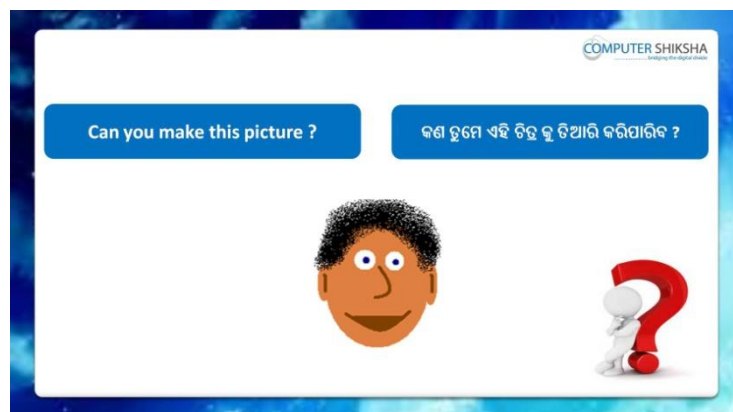 COMPUTER SHIKSHA
bridging the digital divide
Can you make this picture ?
କଣ ତୁମେ ଏହି ଚିତ୍ର କୁ ତିଆରି କରିପାରିବ ?